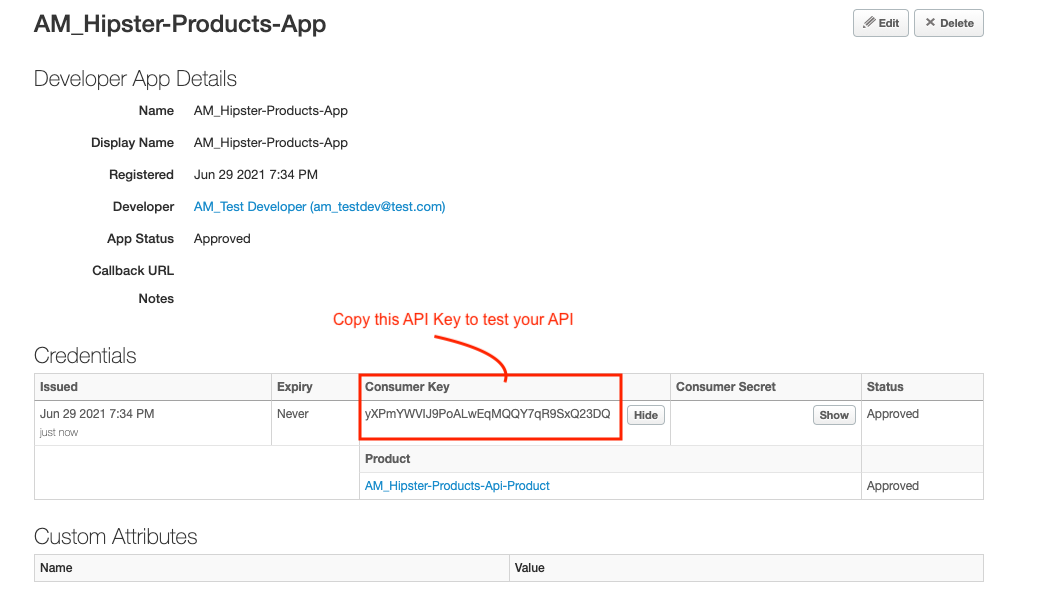 AM_Hipster-Products-App
Edit
Delete
Developer App Details
Name AM_Hipster-Products-App
Display Name AM_Hipster-Products-App
Registered Jun 29 2021 7:34 PM
Developer AM_Test Developer (am_testdev@test.com)
App Status Approved
Callback URL
Notes
Copy this API Key to test your API
Credentials
Issued Expiry Consumer Key Consumer Secret Status
Jun 29 2021 7:34 PM Never yXPmYWVlJ9PoALwEqMQQY7qR9SxQ23DQ Hide Show Approved
just now
Product
AM_Hipster-Products-Api-Product Approved
Custom Attributes
Name Value